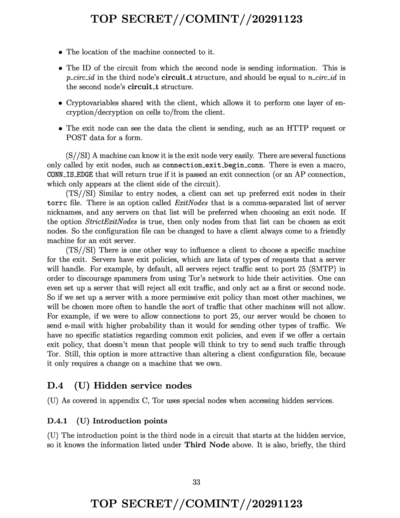 TOP SECRET//COMINT//20291123
• The location of the machine connected to it.
• The ID of the circuit from which the second node is sending information. This is
p_circ_id in the third node's circuit_t structure, and should be equal to n_circ_id in
the second node's circuit_t structure.
• Cryptovariables shared with the client, which allows it to perform one layer of en-
cryption/decryption on cells to/from the client.
• The exit node can see the data the client is sending, such as an HTTP request or
POST data for a form.
(S//SI) A machine can know it is the exit node very easily. There are several functions
only called by exit nodes, such as connection_exit_begin_conn. There is even a macro,
CONN_IS_EDGE that will return true if it is passed an exit connection (or an AP connection,
which only appears at the client side of the circuit).
(TS//SI) Similar to entry nodes, a client can set up preferred exit nodes in their
torrc file. There is an option called ExitNodes that is a comma-separated list of server
nicknames, and any servers on that list will be preferred when choosing an exit node. If
the option StrictExitNodes is true, then only nodes from that list can be chosen as exit
nodes. So the configuration file can be changed to have a client always come to a friendly
machine for an exit server.
(TS//SI) There is one other way to influence a client to choose a specific machine
for the exit. Servers have exit policies, which are lists of types of requests that a server
will handle. For example, by default, all servers reject traffic sent to port 25 (SMTP) in
order to discourage spammers from using Tor's network to hide their activities. One can
even set up a server that will reject all exit traffic, and only act as a first or second node.
So if we set up a server with a more permissive exit policy than most other machines, we
will be chosen more often to handle the sort of traffic that other machines will not allow.
For example, if we were to allow connections to port 25, our server would be chosen to
send e-mail with higher probability than it would for sending other types of traffic. We
have no specific statistics regarding common exit policies, and even if we offer a certain
exit policy, that doesn't mean that people will think to try to send such traffic through
Tor. Still, this option is more attractive than altering a client configuration file, because
it only requires a change on a machine that we own.
D.4 (U) Hidden service nodes
(U) As covered in appendix C, Tor uses special nodes when accessing hidden services.
D.4.1 (U) Introduction points
(U) The introduction point is the third node in a circuit that starts at the hidden service,
so it knows the information listed under Third Node above. It is also, briefly, the third
33
TOP SECRET//COMINT//20291123